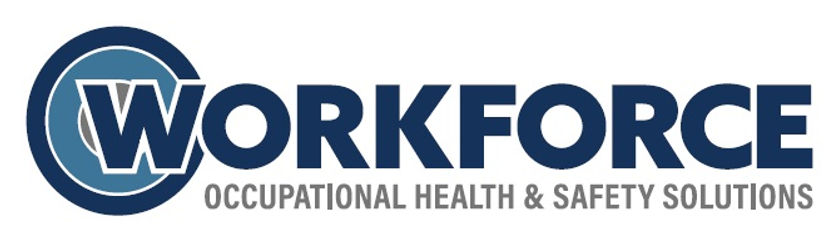 WORKFORCE
OCCUPATIONAL HEALTH & SAFETY SOLUTIONS